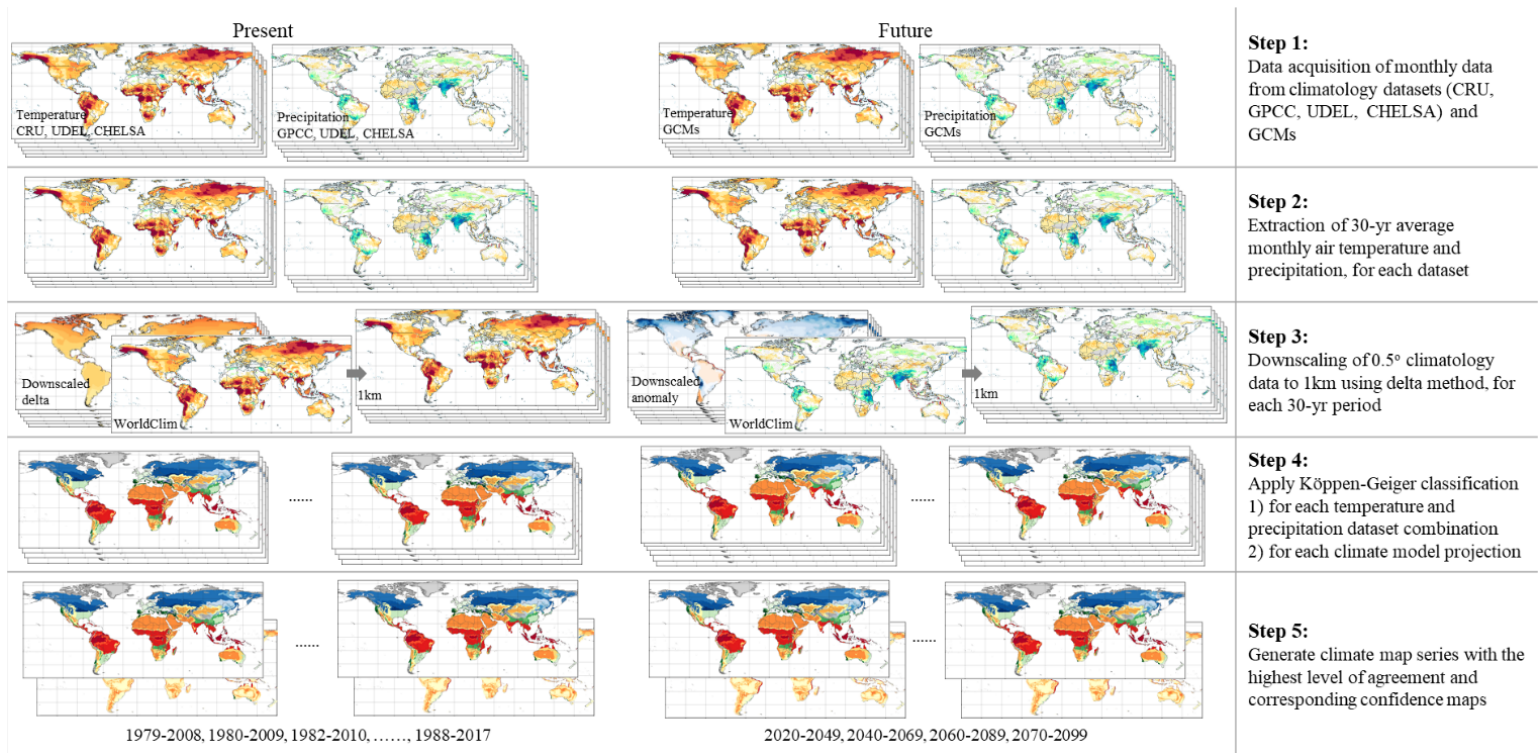 Present
Future
Temperature
CRU, UDEL, CHELSA
Precipitation
GPCC, UDEL, CHELSA
Temperature
GCMs
Precipitation
GCMs
Step 1:
Data acquisition of monthly data
from climatology datasets (CRU,
GPCC, UDEL, CHELSA) and
GCMs
Step 2:
Extraction of 30-yr average
monthly air temperature and
precipitation, for each dataset
Downscaled
delta
WorldClim
1km
Downscaled
anomaly
WorldClim
1km
Step 3:
Downscaling of 0.5° climatology
data to 1km using delta method, for
each 30-yr period
......
......
Step 4:
Apply Köppen-Geiger classification
1) for each temperature and
precipitation dataset combination
2) for each climate model projection
......
......
Step 5:
Generate climate map series with the
highest level of agreement and
corresponding confidence maps
1979-2008, 1980-2009, 1982-2010, ……, 1988-2017
2020-2049, 2040-2069, 2060-2089, 2070-2099